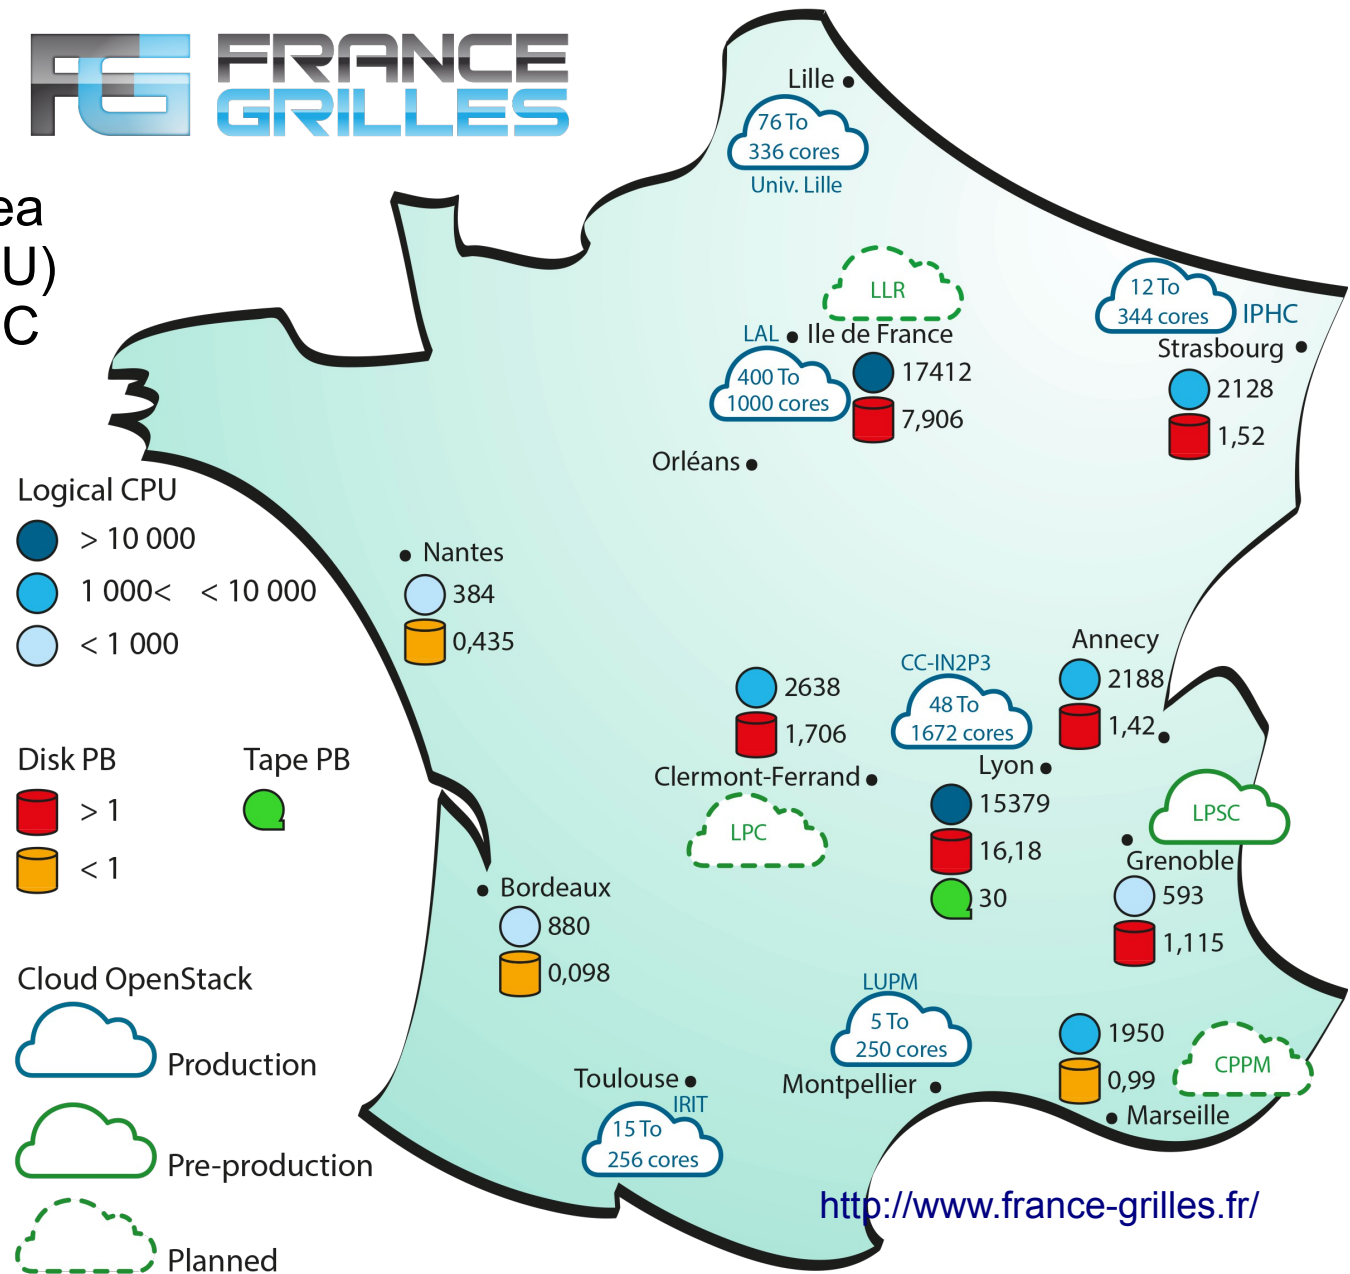 FG FRANCE
GRILLES
ea
U)
C
Lille
76 To
336 cores
Univ. Lille
LLR
12 To
344 cores
IPHC
Strasbourg
2128
1,52
LAL
Ile de France
400 To
1000 cores
17412
7,906
Orléans
Logical CPU
> 10 000
1 000< < 10 000
< 1 000
Nantes
384
0,435
Annecy
2188
1,42
CC-IN2P3
48 To
1672 cores
2638
1,706
Clermont-Ferrand
LPC
Lyon
15379
16,18
30
Disk PB
> 1
< 1
Tape PB
LPSC
Grenoble
593
1,115
Bordeaux
880
0,098
Cloud OpenStack
Production
Pre-production
Planned
LUPM
5 To
250 cores
Montpellier
1950
0,99
CPPM
Marseille
Toulouse
IRIT
15 To
256 cores
http://www.france-grilles.fr/